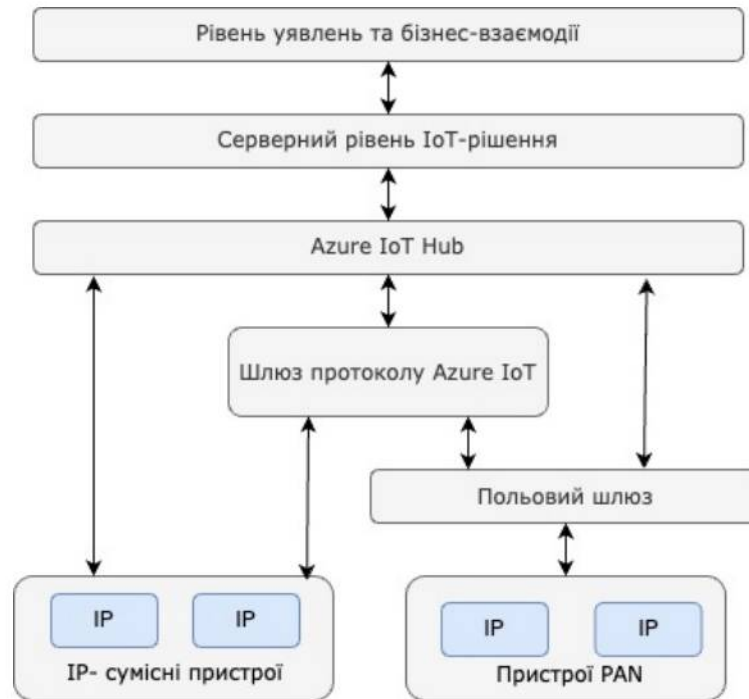 Рівень уявлень та бізнес-взаємодії
Серверний рівень IoT-рішення
Azure IoT Hub
Шлюз протоколу Azure IoT
Польовий шлюз
IP IP
IP IP
IP- сумісні пристрої
Пристрої PAN